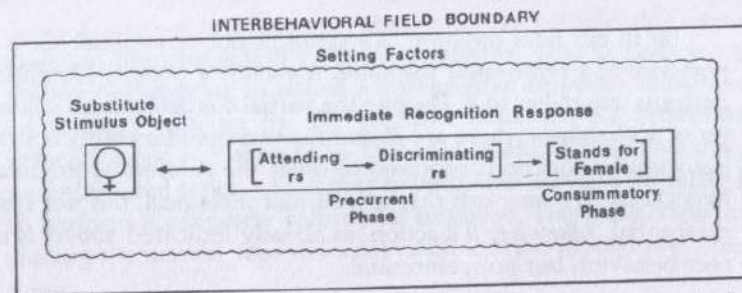 INTERBEHAVIORAL FIELD BOUNDARY
Setting Factors
Substitute
Stimulus Object
Immediate Recognition Response
[Attending rs → Discriminating rs] → [Stands for Female]
Precurrent
Phase
Consummatory
Phase